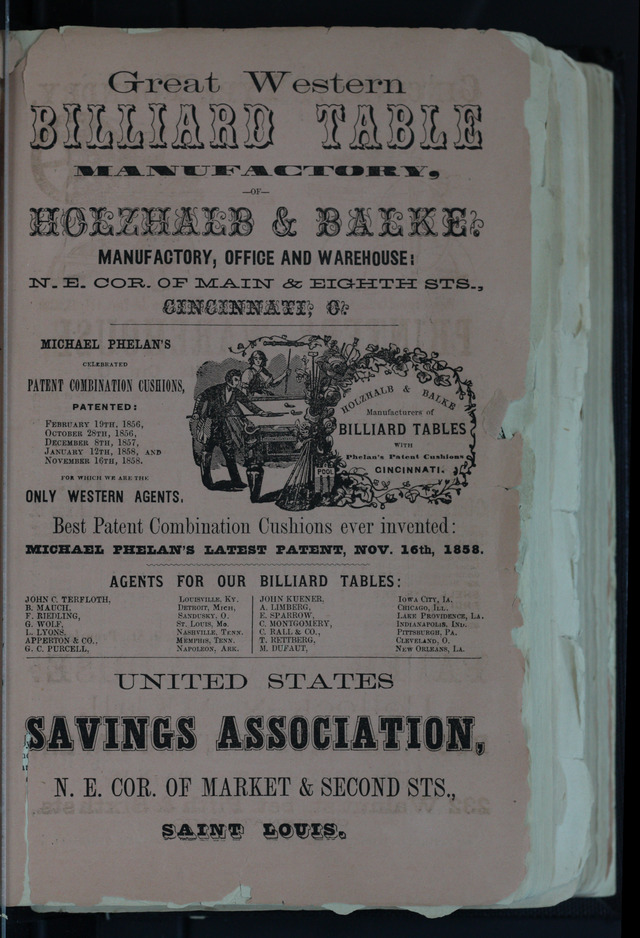 Great Western
BILLIARD TABLE
MANUFACTORY,
—OF—
HOLZHALB & BALKE:
MANUFACTORY, OFFICE AND WAREHOUSE:
N. E. COR. OF MAIN & EIGHTH STS.,
CINCINNATI, O.
MICHAEL PHELAN'S
CELEBRATED
PATENT COMBINATION CUSHIONS,
PATENTED:
FEBRUARY 19TH, 1856,
OCTOBER 28TH, 1856,
DECEMBER 8TH, 1857,
JANUARY 12TH, 1858, AND
NOVEMBER 16TH, 1858,
FOR WHICH WE ARE THE
ONLY WESTERN AGENTS.
POOL
HOLZHALB & BALKE
Manufacturers of
BILLIARD TABLES
WITH
Phelan's Patent Cushions
CINCINNATI.
Best Patent Combination Cushions ever invented:
MICHAEL PHELAN'S LATEST PATENT, NOV. 16th, 1858.
AGENTS FOR OUR BILLIARD TABLES:
JOHN C. TERFLOTH, LOUISVILLE, KY.
B. MAUCH, DETROIT, MICH,
F. RIEDLING, SANDUSKY, O.
G. WOLF, ST. LOUIS, MO.
L. LYONS, NASHVILLE, TENN.
APPERTON & CO., MEMPHIS, TENN.
G. C. PURCELL, NAPOLEON, ARK.
JOHN KUENER, IOWA CITY, IA.
A. LIMBERG, CHICAGO, ILL.
E. SPARROW, LAKE PROVIDENCE, LA.
C. MONTGOMERY, INDIANAPOLIS, IND.
C. RALL & CO., PITTSBURGH, PA.
T. RETTBERG, CLEVELAND, O.
M. DUFAUT, NEW ORLEANS, LA.
UNITED STATES
SAVINGS ASSOCIATION,
N. E. COR. OF MARKET & SECOND STS.,
SAINT LOUIS.